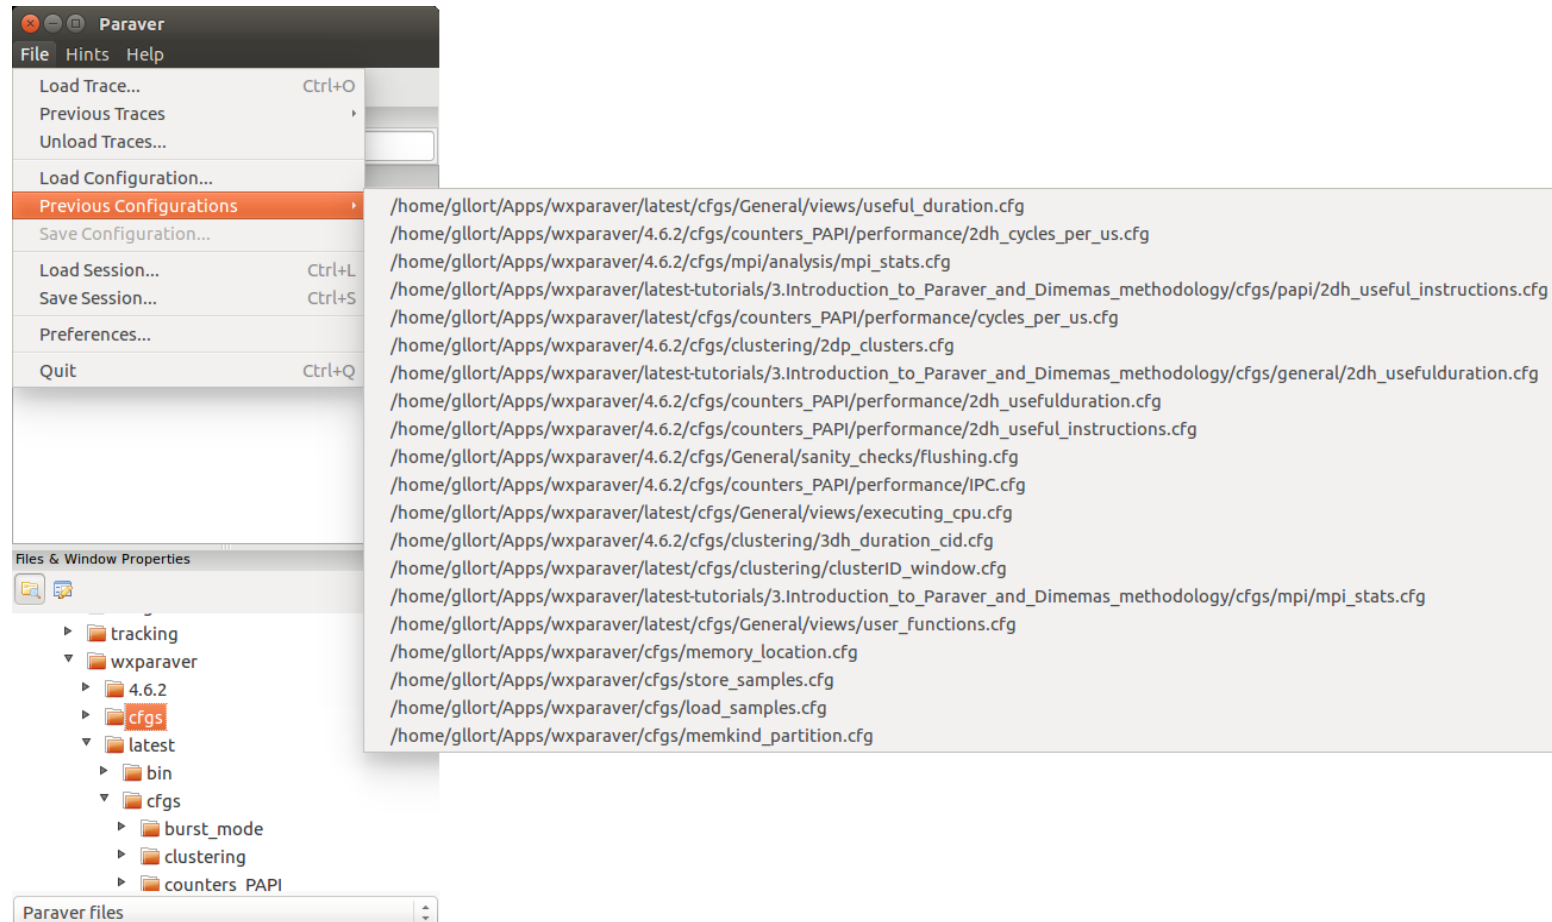 Paraver
File Hints Help
Load Trace... Ctrl+O
Previous Traces
Unload Traces...
Load Configuration...
Previous Configurations
Save Configuration...
Load Session... Ctrl+L
Save Session... Ctrl+S
Preferences...
Quit Ctrl+Q
/home/gllort/Apps/wxparaver/latest/cfgs/General/views/useful_duration.cfg
/home/gllort/Apps/wxparaver/4.6.2/cfgs/counters_PAPI/performance/2dh_cycles_per_us.cfg
/home/gllort/Apps/wxparaver/4.6.2/cfgs/mpi/analysis/mpi_stats.cfg
/home/gllort/Apps/wxparaver/latest-tutorials/3.Introduction_to_Paraver_and_Dimemas_methodology/cfgs/papi/2dh_useful_instructions.cfg
/home/gllort/Apps/wxparaver/latest/cfgs/counters_PAPI/performance/cycles_per_us.cfg
/home/gllort/Apps/wxparaver/4.6.2/cfgs/clustering/2dp_clusters.cfg
/home/gllort/Apps/wxparaver/latest-tutorials/3.Introduction_to_Paraver_and_Dimemas_methodology/cfgs/general/2dh_usefulduration.cfg
/home/gllort/Apps/wxparaver/4.6.2/cfgs/counters_PAPI/performance/2dh_usefulduration.cfg
/home/gllort/Apps/wxparaver/4.6.2/cfgs/counters_PAPI/performance/2dh_useful_instructions.cfg
/home/gllort/Apps/wxparaver/4.6.2/cfgs/General/sanity_checks/flushing.cfg
/home/gllort/Apps/wxparaver/4.6.2/cfgs/counters_PAPI/performance/IPC.cfg
/home/gllort/Apps/wxparaver/latest/cfgs/General/views/executing_cpu.cfg
/home/gllort/Apps/wxparaver/4.6.2/cfgs/clustering/3dh_duration_cid.cfg
/home/gllort/Apps/wxparaver/latest/cfgs/clustering/clusterID_window.cfg
/home/gllort/Apps/wxparaver/latest-tutorials/3.Introduction_to_Paraver_and_Dimemas_methodology/cfgs/mpi/mpi_stats.cfg
/home/gllort/Apps/wxparaver/latest/cfgs/General/views/user_functions.cfg
/home/gllort/Apps/wxparaver/cfgs/memory_location.cfg
/home/gllort/Apps/wxparaver/cfgs/store_samples.cfg
/home/gllort/Apps/wxparaver/cfgs/load_samples.cfg
/home/gllort/Apps/wxparaver/cfgs/memkind_partition.cfg
Files & Window Properties
tracking
wxparaver
4.6.2
cfgs
latest
bin
cfgs
burst_mode
clustering
counters_PAPI
Paraver files